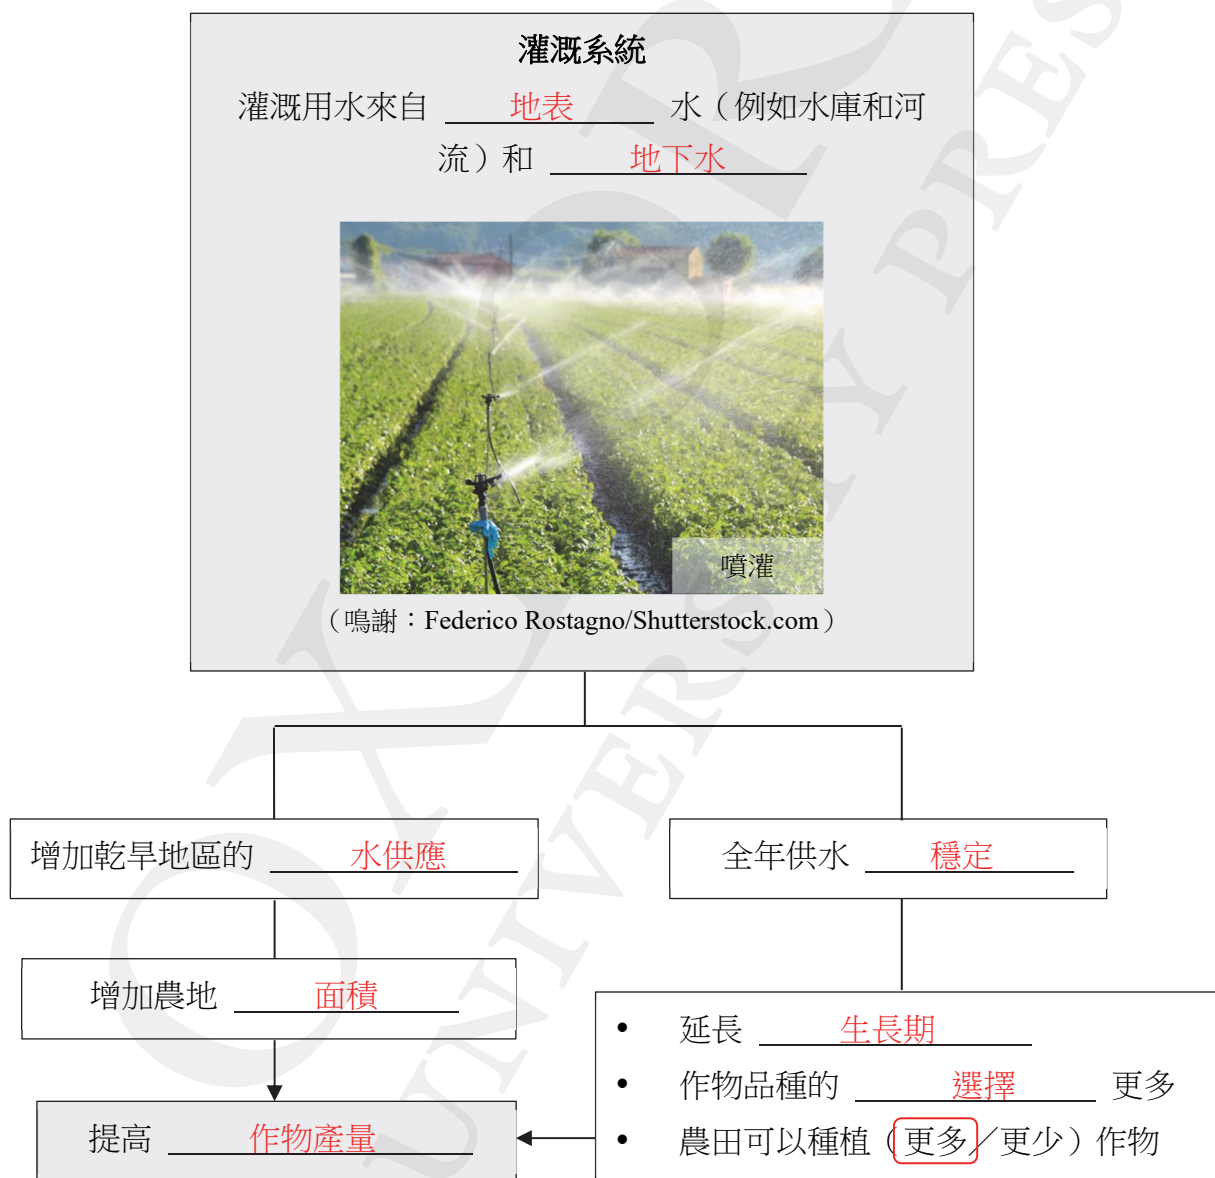 灌溉系統
灌溉用水來自 地表 水（例如水庫和河
流）和 地下水
噴灌
（鳴謝：Federico Rostagno/Shutterstock.com）
增加乾旱地區的 水供應
全年供水 穩定
增加農地 面積
• 延長 生長期
• 作物品種的 選擇 更多
• 農田可以種植（更多／更少）作物
提高 作物產量
OXFOR
UNIVERSITY PRES